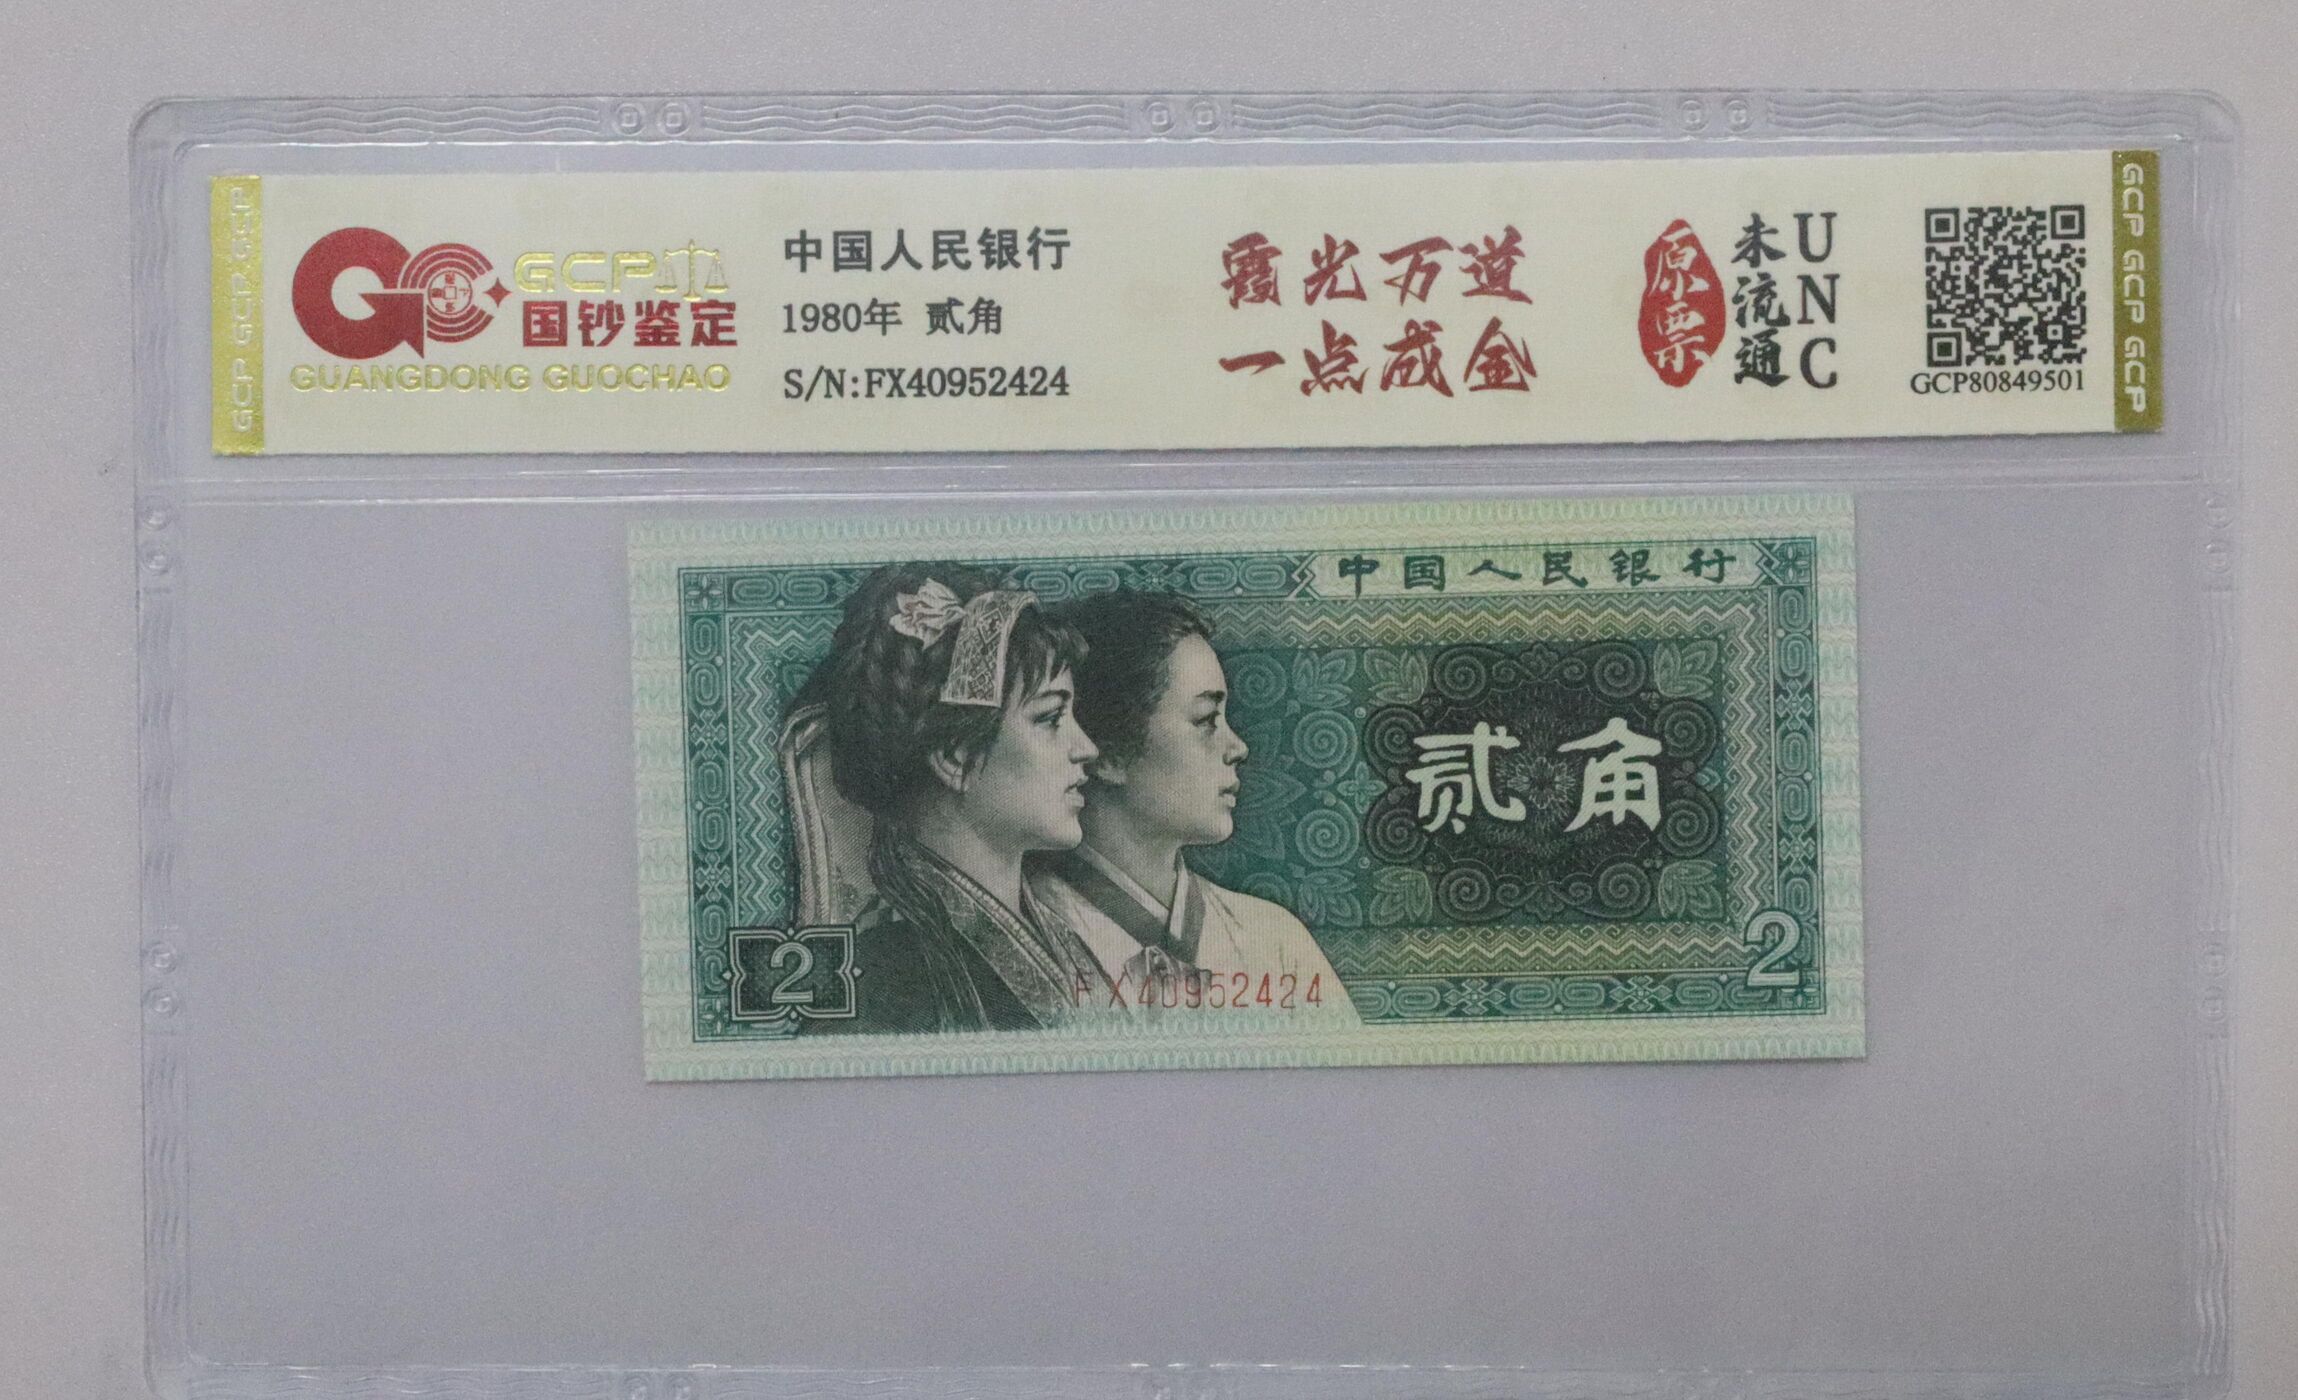 GCP
国钞鉴定
GUANGDONG GUOCHAO
中国人民银行
1980年 贰角
S/N:FX40952424
霞光万道
一点成金
原票
未流通
UNC
GCP80849501
GCP GCP GCP
GCP GCP GCP
中国人民银行
贰角
2
2
FX40952424